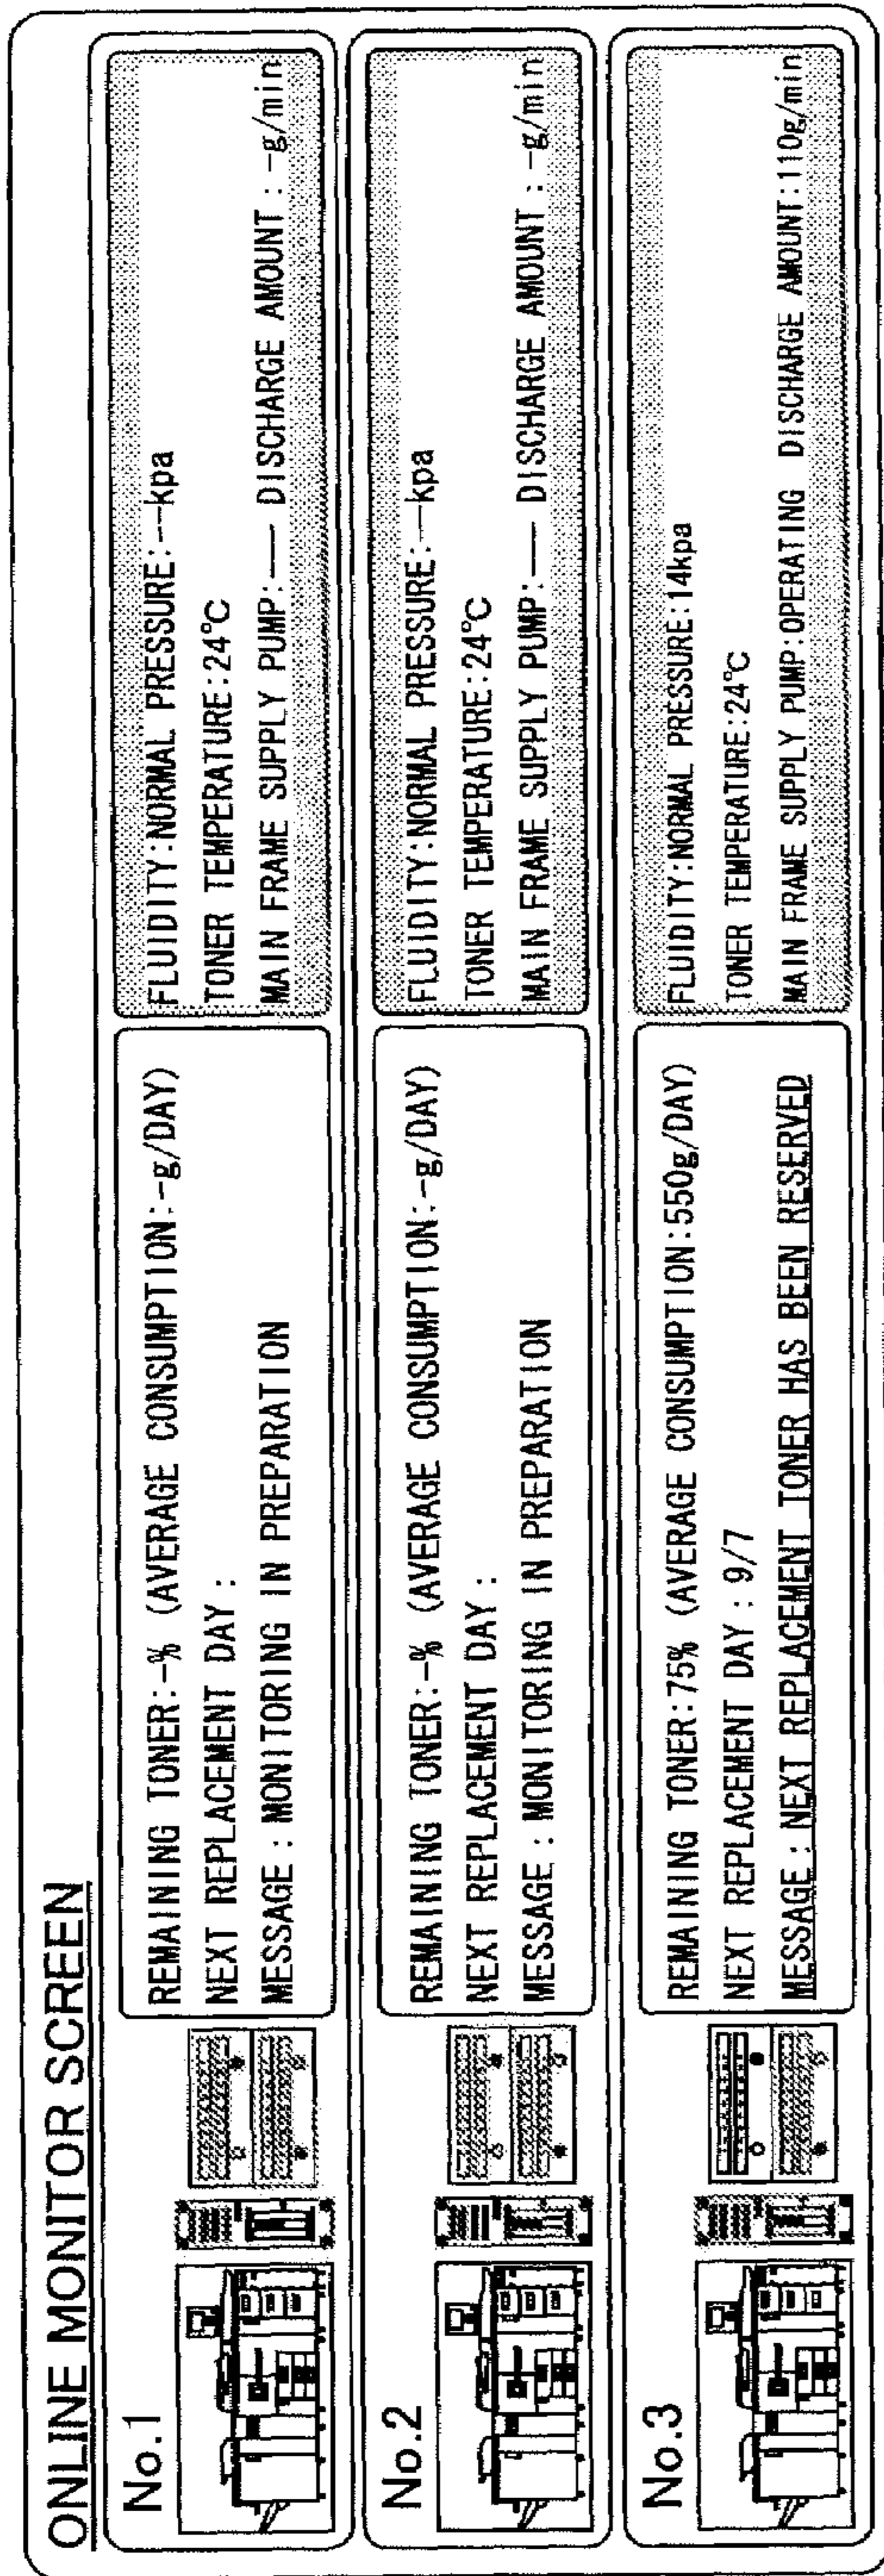 ONLINE MONITOR SCREEN
No.1
REMAINING TONER:-% (AVERAGE CONSUMPTION:-g/DAY)
NEXT REPLACEMENT DAY:
MESSAGE : MONITORING IN PREPARATION
FLUIDITY:NORMAL PRESSURE:--kpa
TONER TEMPERATURE:24°C
MAIN FRAME SUPPLY PUMP:-- DISCHARGE AMOUNT : -g/min
No.2
REMAINING TONER:-% (AVERAGE CONSUMPTION:-g/DAY)
NEXT REPLACEMENT DAY:
MESSAGE : MONITORING IN PREPARATION
FLUIDITY:NORMAL PRESSURE:--kpa
TONER TEMPERATURE:24°C
MAIN FRAME SUPPLY PUMP:-- DISCHARGE AMOUNT : -g/min
No.3
REMAINING TONER:75% (AVERAGE CONSUMPTION:550g/DAY)
NEXT REPLACEMENT DAY : 9/7
MESSAGE : NEXT REPLACEMENT TONER HAS BEEN RESERVED
FLUIDITY:NORMAL PRESSURE:14kpa
TONER TEMPERATURE:24°C
MAIN FRAME SUPPLY PUMP:OPERATING DISCHARGE AMOUNT:110g/min